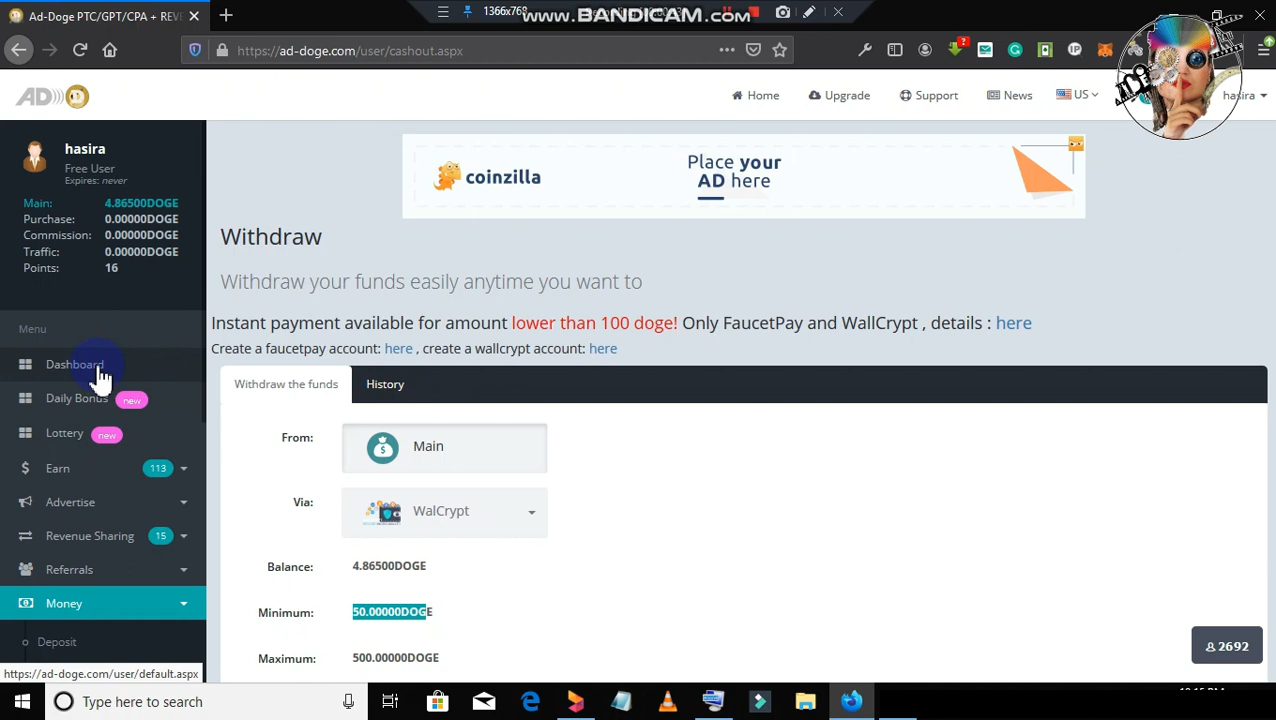 1366x768
www.BANDICAM.com
Ad-Doge PTC/GPT/CPA + REVI
https://ad-doge.com/user/cashout.aspx
AD
Home
Upgrade
Support
News
US
hasira
hasira
Free User
Expires: never
Main: 4.86500DOGE
Purchase: 0.00000DOGE
Commission: 0.00000DOGE
Traffic: 0.00000DOGE
Points: 16
Menu
Dashboard
Daily Bonus new
Lottery new
Earn 113
Advertise
Revenue Sharing 15
Referrals
Money
Deposit
https://ad-doge.com/user/default.aspx
coinzilla
Place your
AD here
Withdraw
Withdraw your funds easily anytime you want to
Instant payment available for amount lower than 100 doge! Only FaucetPay and WallCrypt , details : here
Create a faucetpay account: here , create a wallcrypt account: here
Withdraw the funds
History
From: Main
Via: WalCrypt
Balance: 4.86500DOGE
Minimum: 50.00000DOGE
Maximum: 500.00000DOGE
2692
Type here to search